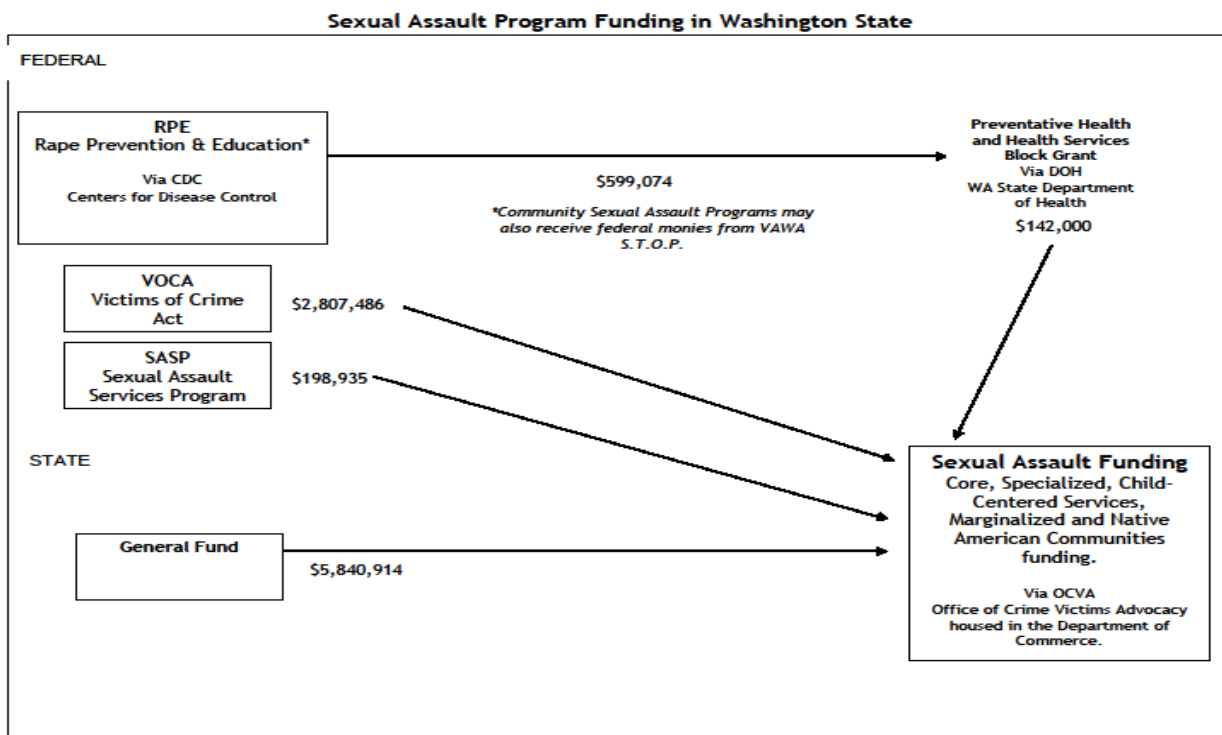 Sexual Assault Program Funding in Washington State
FEDERAL
RPE
Rape Prevention & Education*
Via CDC
Centers for Disease Control
$599,074
*Community Sexual Assault Programs may
also receive federal monies from VAWA
S.T.O.P.
Preventative Health
and Health Services
Block Grant
Via DOH
WA State Department
of Health
$142,000
VOCA
Victims of Crime
Act
$2,807,486
SASP
Sexual Assault
Services Program
$198,935
STATE
General Fund
$5,840,914
Sexual Assault Funding
Core, Specialized, Child-
Centered Services,
Marginalized and Native
American Communities
funding.
Via OCVA
Office of Crime Victims Advocacy
housed in the Department of
Commerce.